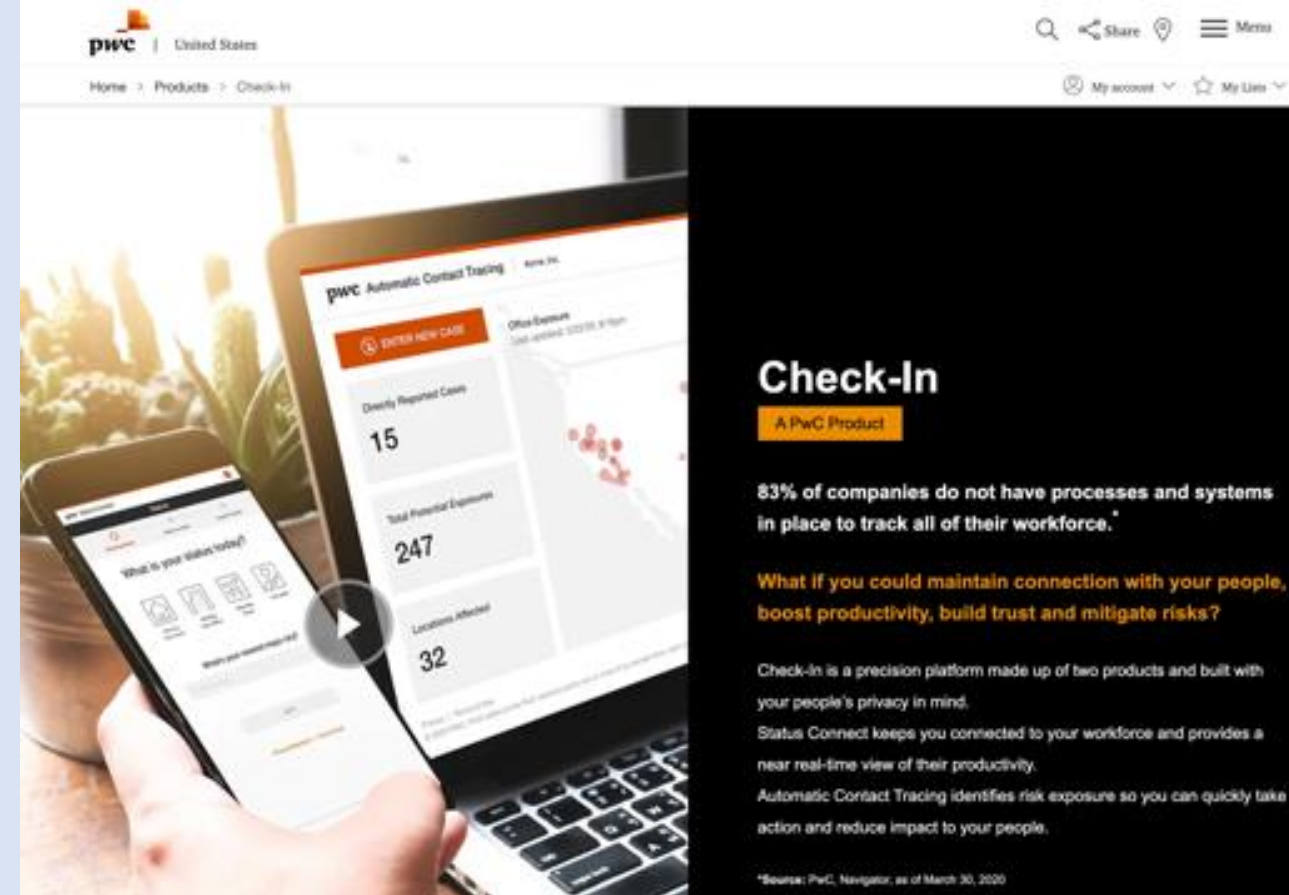 pwc | United States
Share
Menu
Home > Products > Check-In
My account
My Lists
pwc Automatic Contact Tracing | Acme, Inc.
ENTER NEW CASE
Office Exposure
Directly Reported Cases
15
Total Potential Exposures
247
Locations Affected
32
What is your status today?
Check-In
A PwC Product
83% of companies do not have processes and systems
in place to track all of their workforce.*
What if you could maintain connection with your people,
boost productivity, build trust and mitigate risks?
Check-In is a precision platform made up of two products and built with
your people's privacy in mind.
Status Connect keeps you connected to your workforce and provides a
near real-time view of their productivity.
Automatic Contact Tracing identifies risk exposure so you can quickly take
action and reduce impact to your people.
*Source: PwC, Navigator, as of March 30, 2020